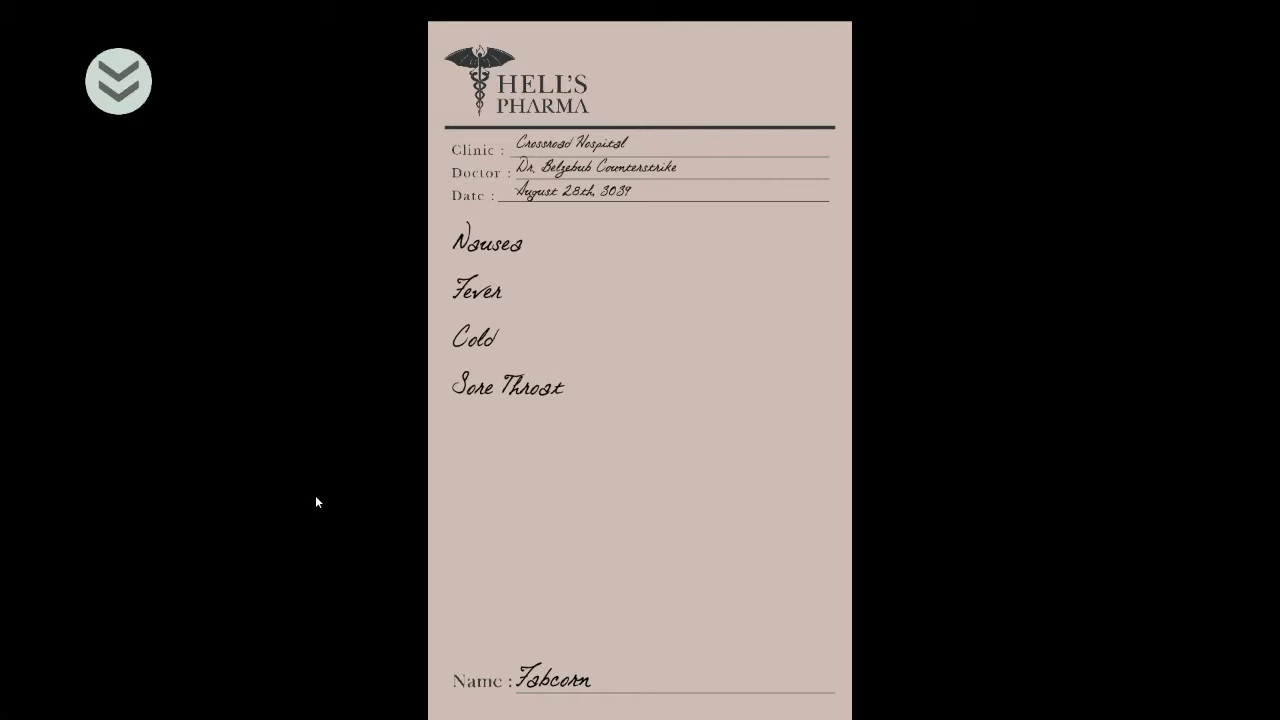 HELL'S
PHARMA
Clinic : Crossroad Hospital
Doctor : Dr. Belzebub Counterstrike
Date : August 28th, 3039
Nausea
Fever
Cold
Sore Throat
Name : Fabcorn